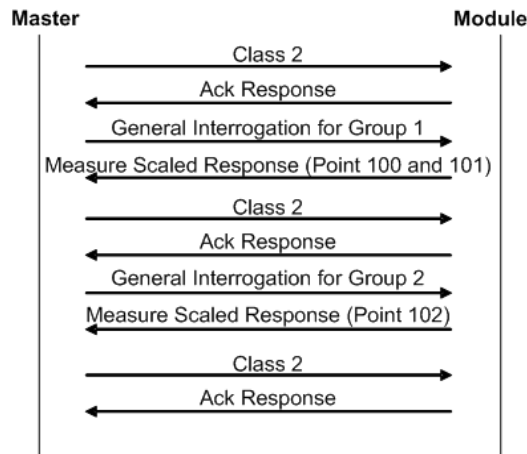 Master Module
Class 2
Ack Response
General Interrogation for Group 1
Measure Scaled Response (Point 100 and 101)
Class 2
Ack Response
General Interrogation for Group 2
Measure Scaled Response (Point 102)
Class 2
Ack Response